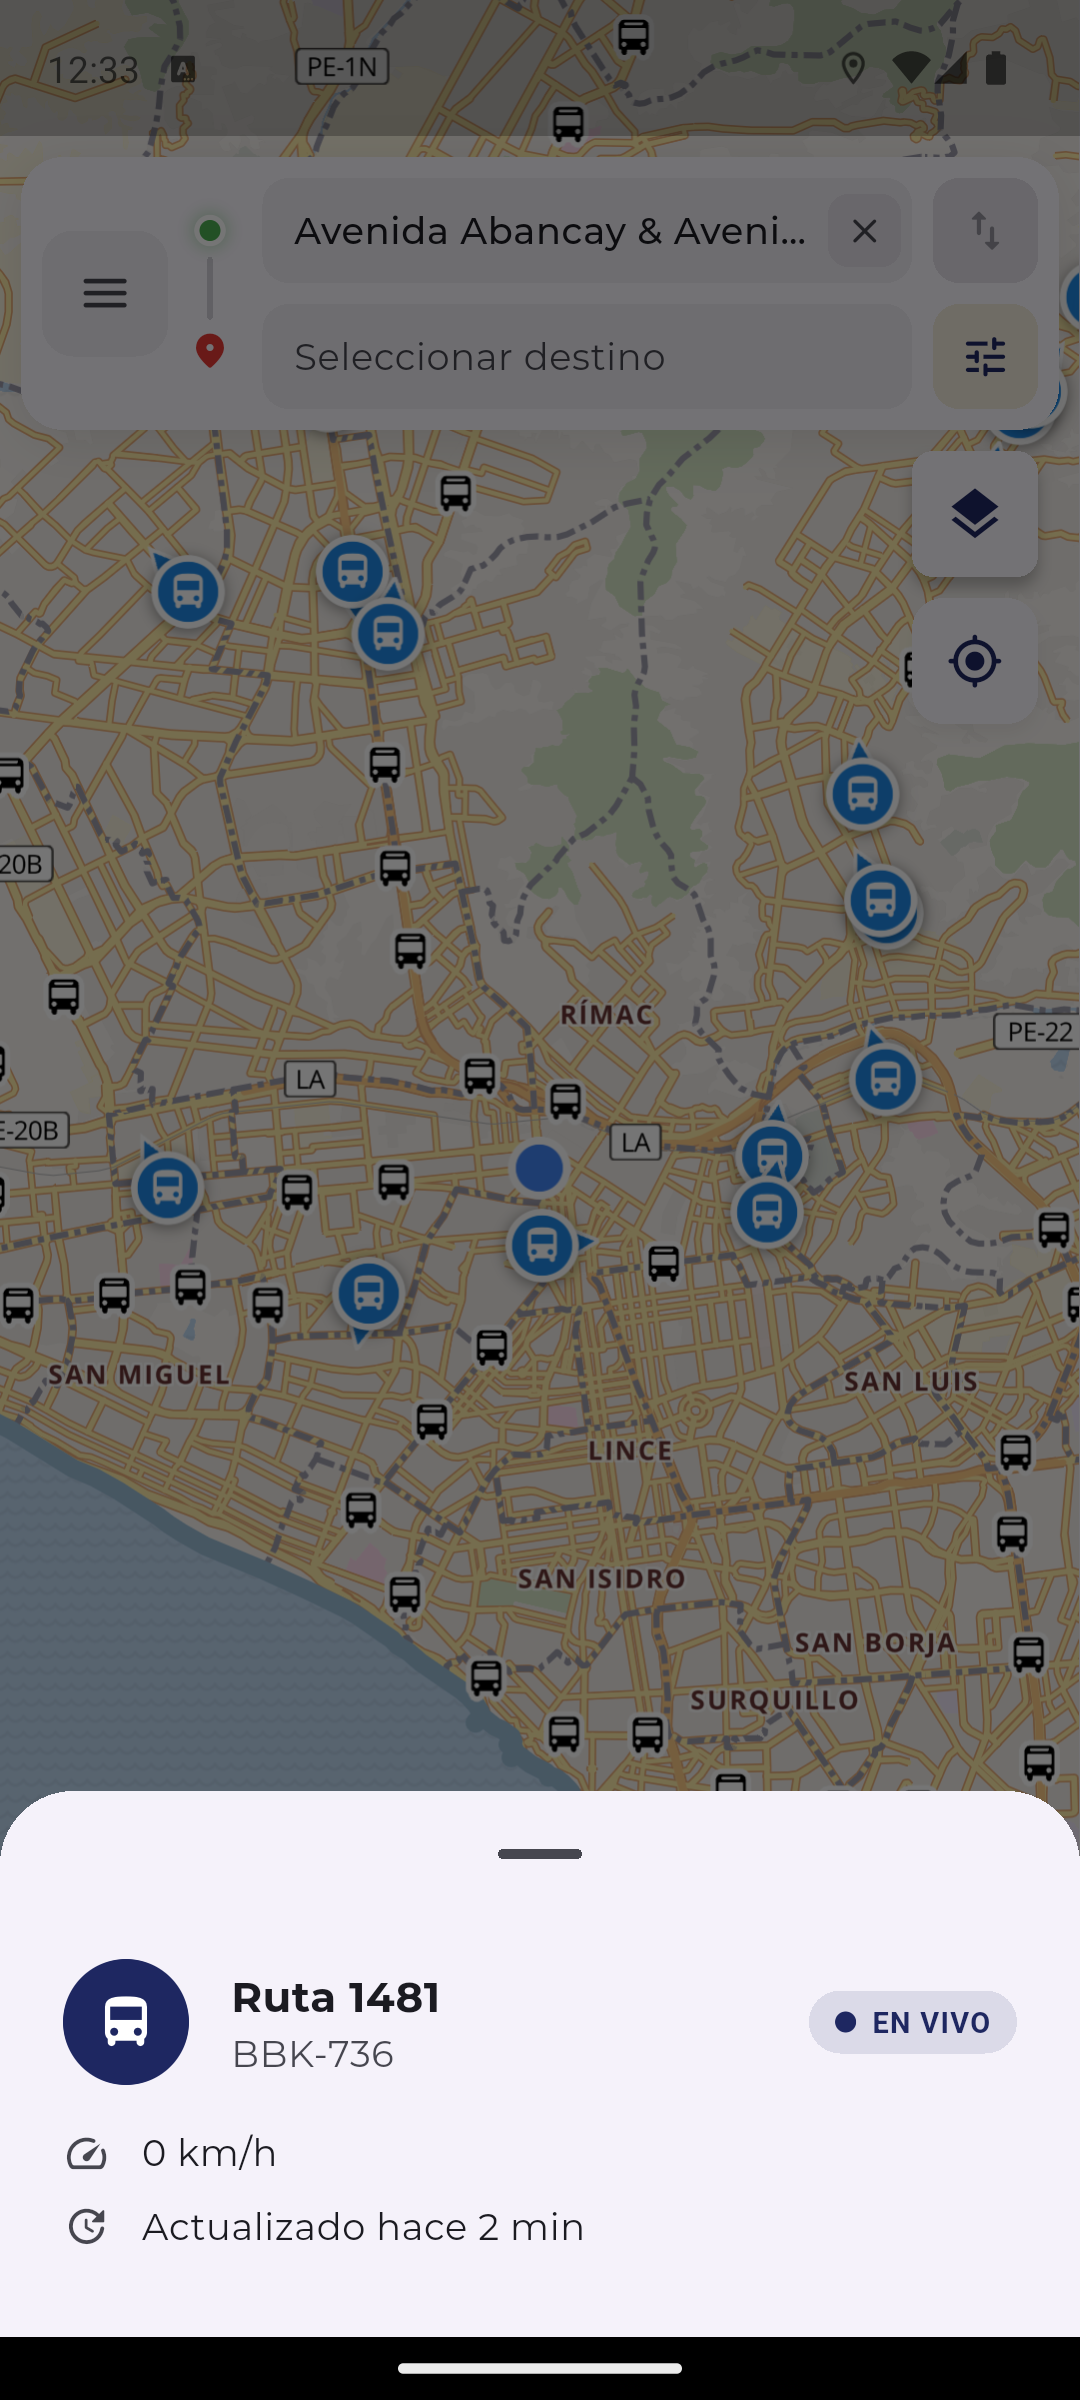 12:33
PE-1N
Avenida Abancay & Aveni...
Seleccionar destino
20B
RÍMAC
PE-22
LA
E-20B
LA
SAN MIGUEL
SAN LUIS
LINCE
SAN ISIDRO
SAN BORJA
SURQUILLO
Ruta 1481
BBK-736
EN VIVO
0 km/h
Actualizado hace 2 min